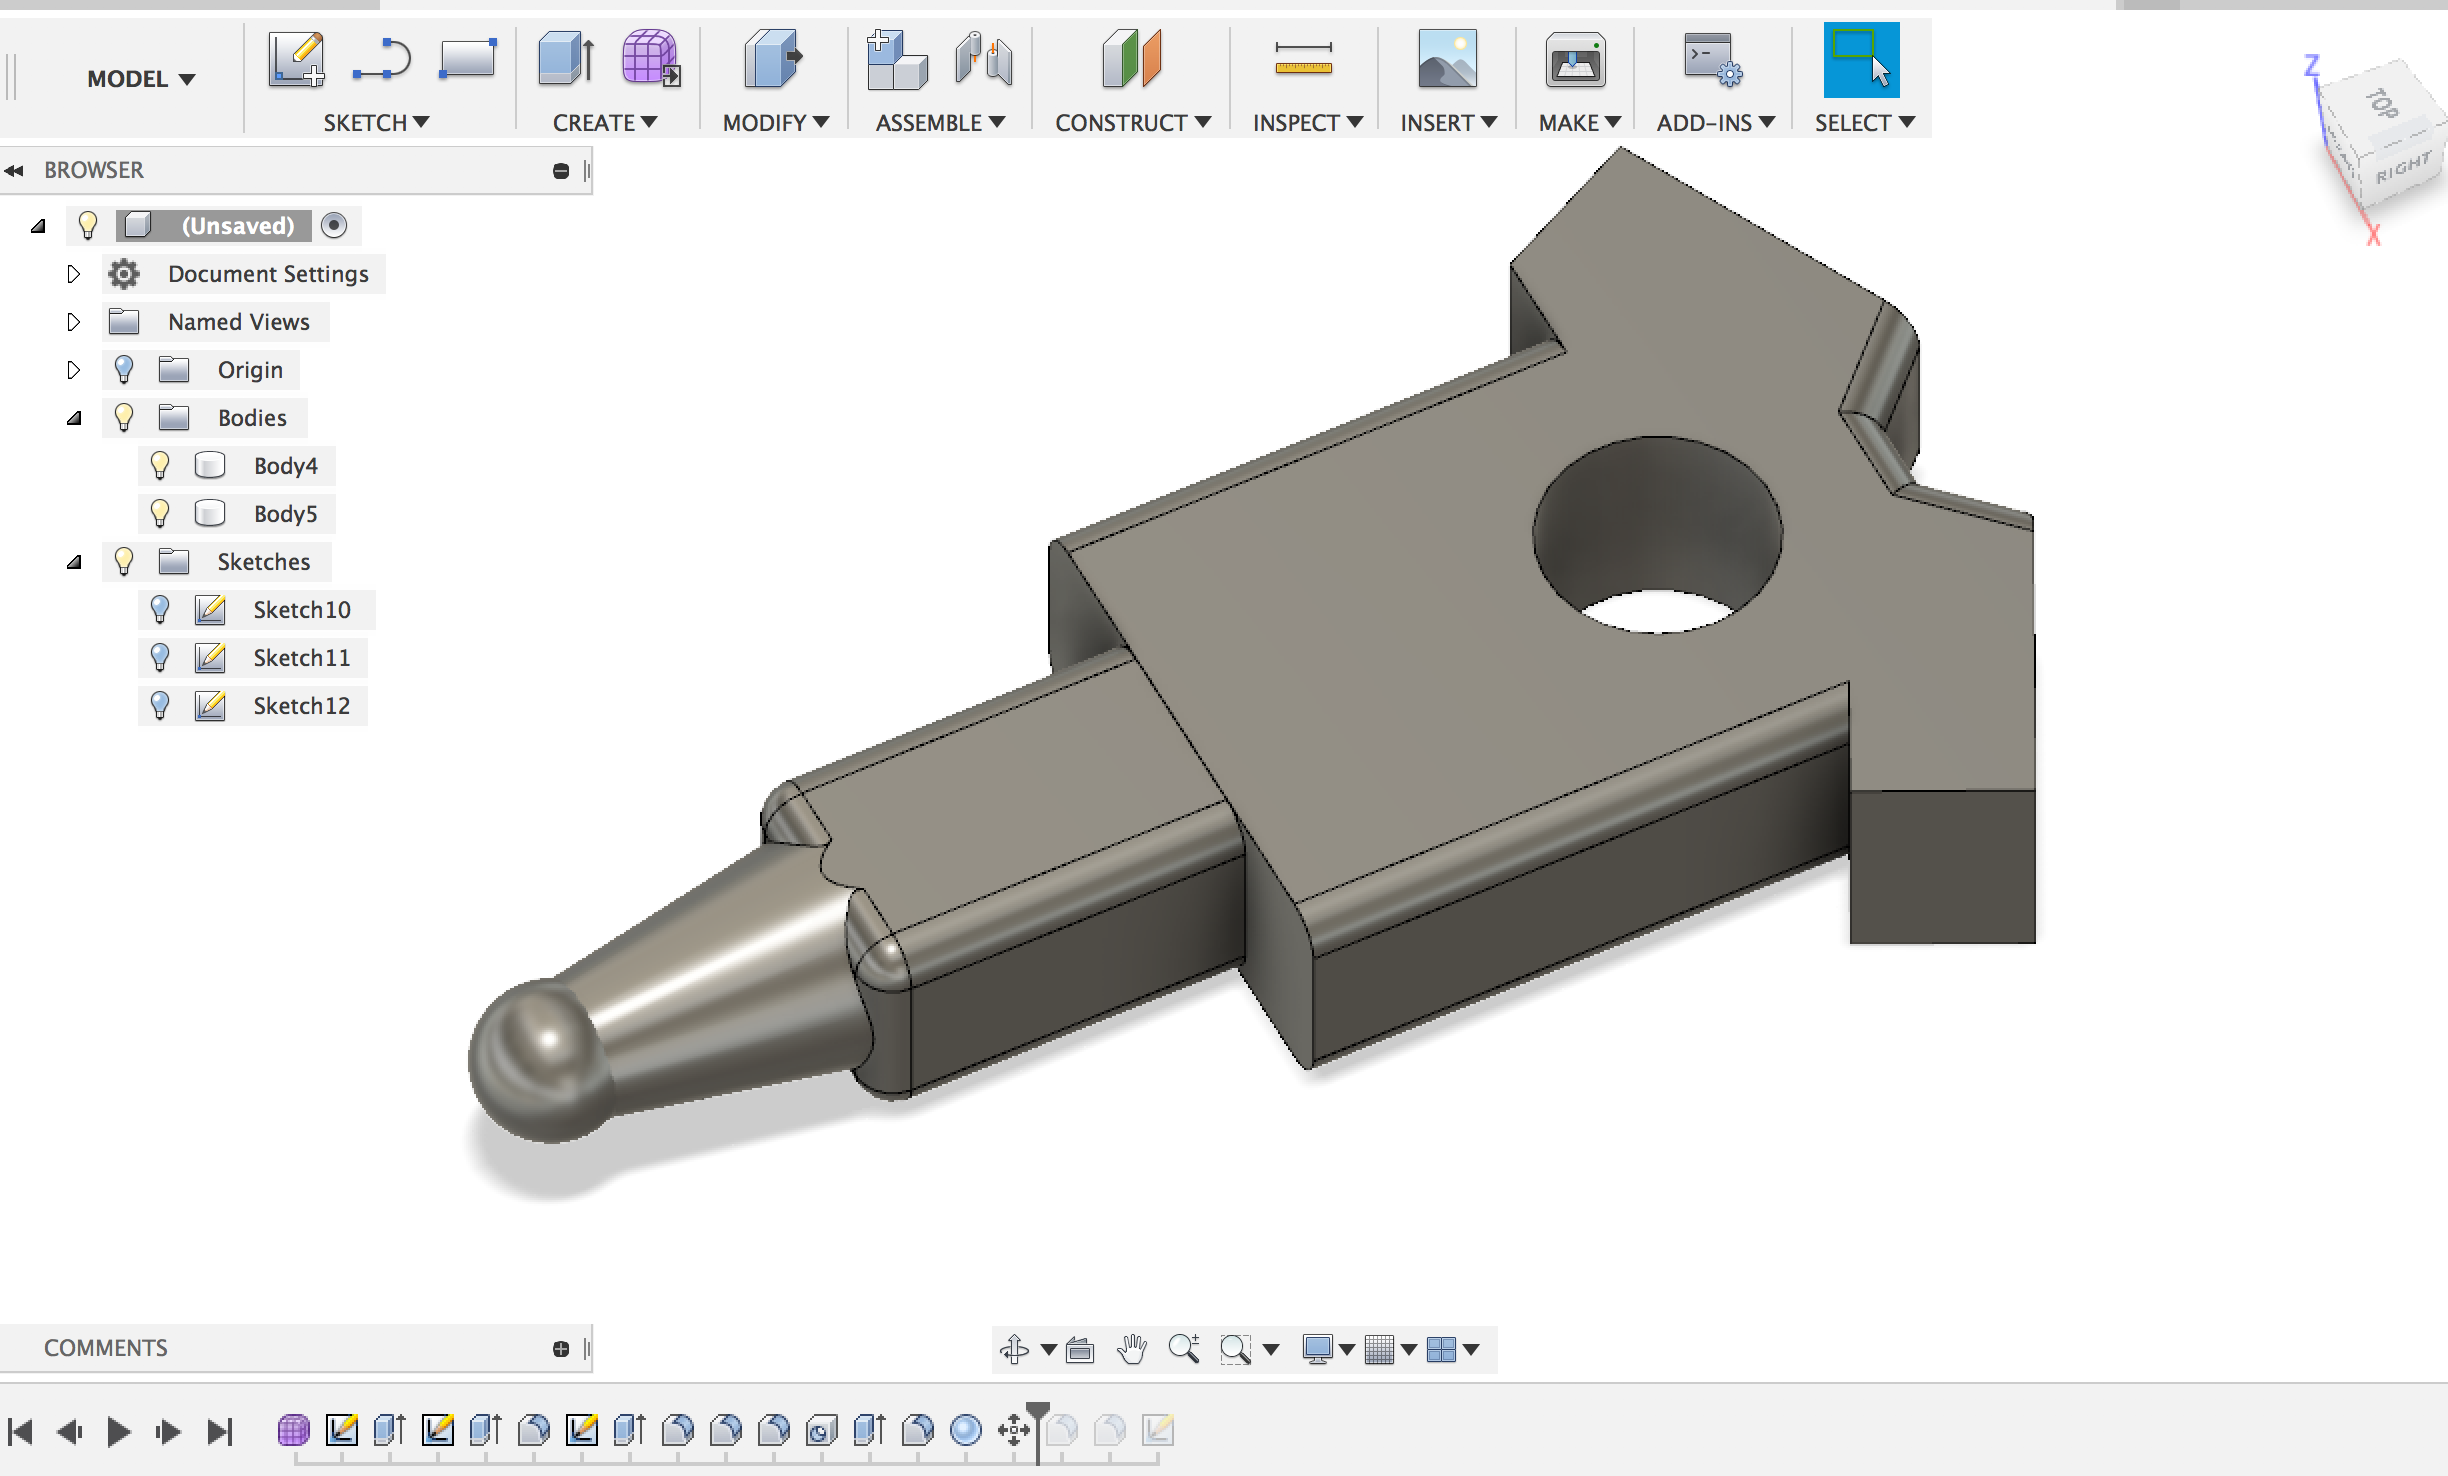 MODEL
SKETCH
CREATE
MODIFY
ASSEMBLE
CONSTRUCT
INSPECT
INSERT
MAKE
ADD-INS
SELECT
Z
TOP
RIGHT
X
BROWSER
(Unsaved)
Document Settings
Named Views
Origin
Bodies
Body4
Body5
Sketches
Sketch10
Sketch11
Sketch12
COMMENTS